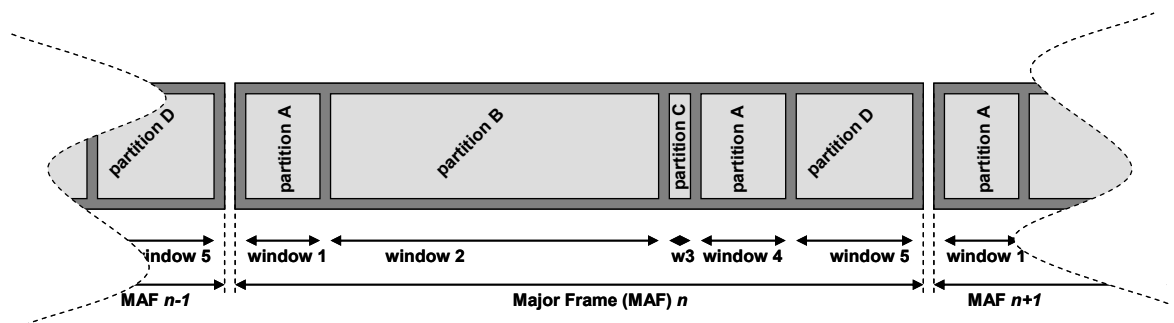 partition D
partition A
partition B
partition C
partition A
partition D
partition A
window 5
window 1
window 2
w3
window 4
window 5
window 1
MAF n-1
Major Frame (MAF) n
MAF n+1